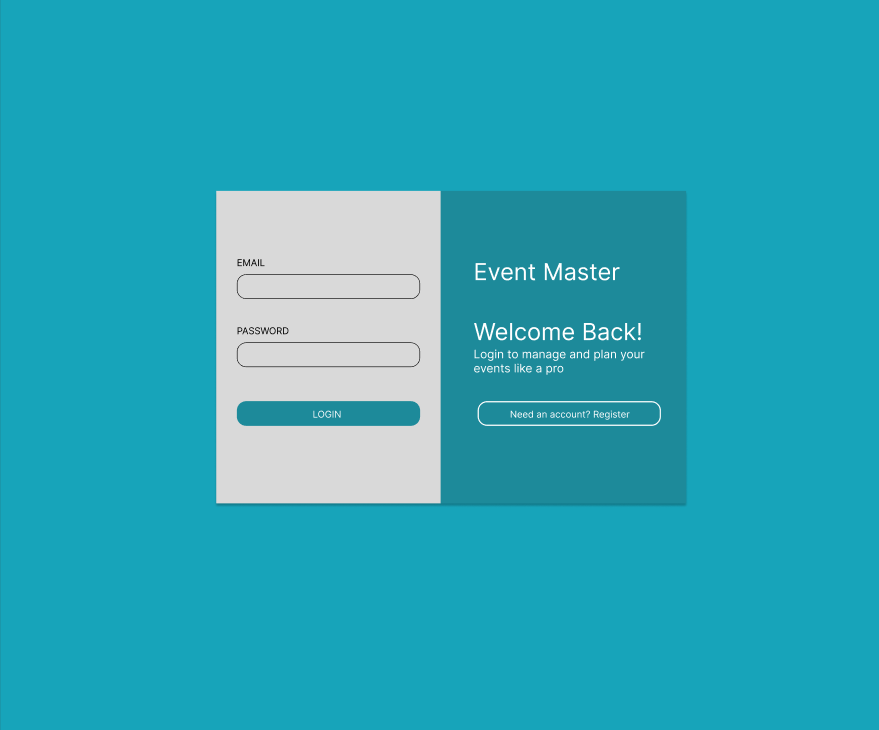 EMAIL
PASSWORD
LOGIN
Event Master
Welcome Back!
Login to manage and plan your
events like a pro
Need an account? Register